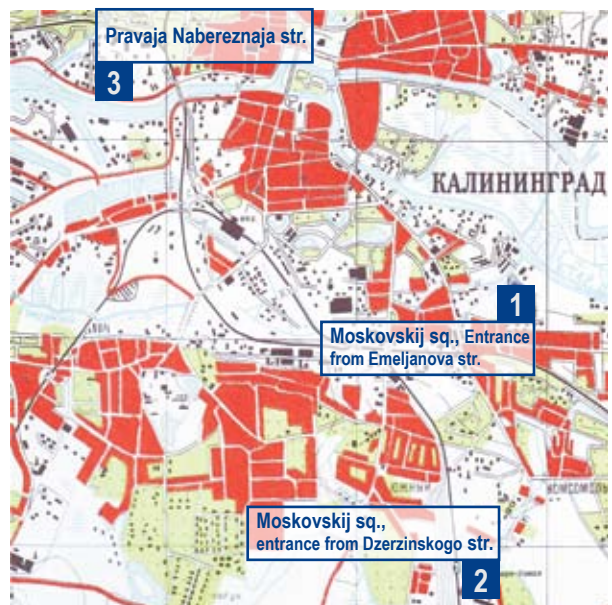 Pravaja Nabereznaja str.
3
КАЛИНИНГРАД
1
Moskovskij sq., Entrance
from Emeljanova str.
Moskovskij sq.,
entrance from Dzerzinskogo str.
2